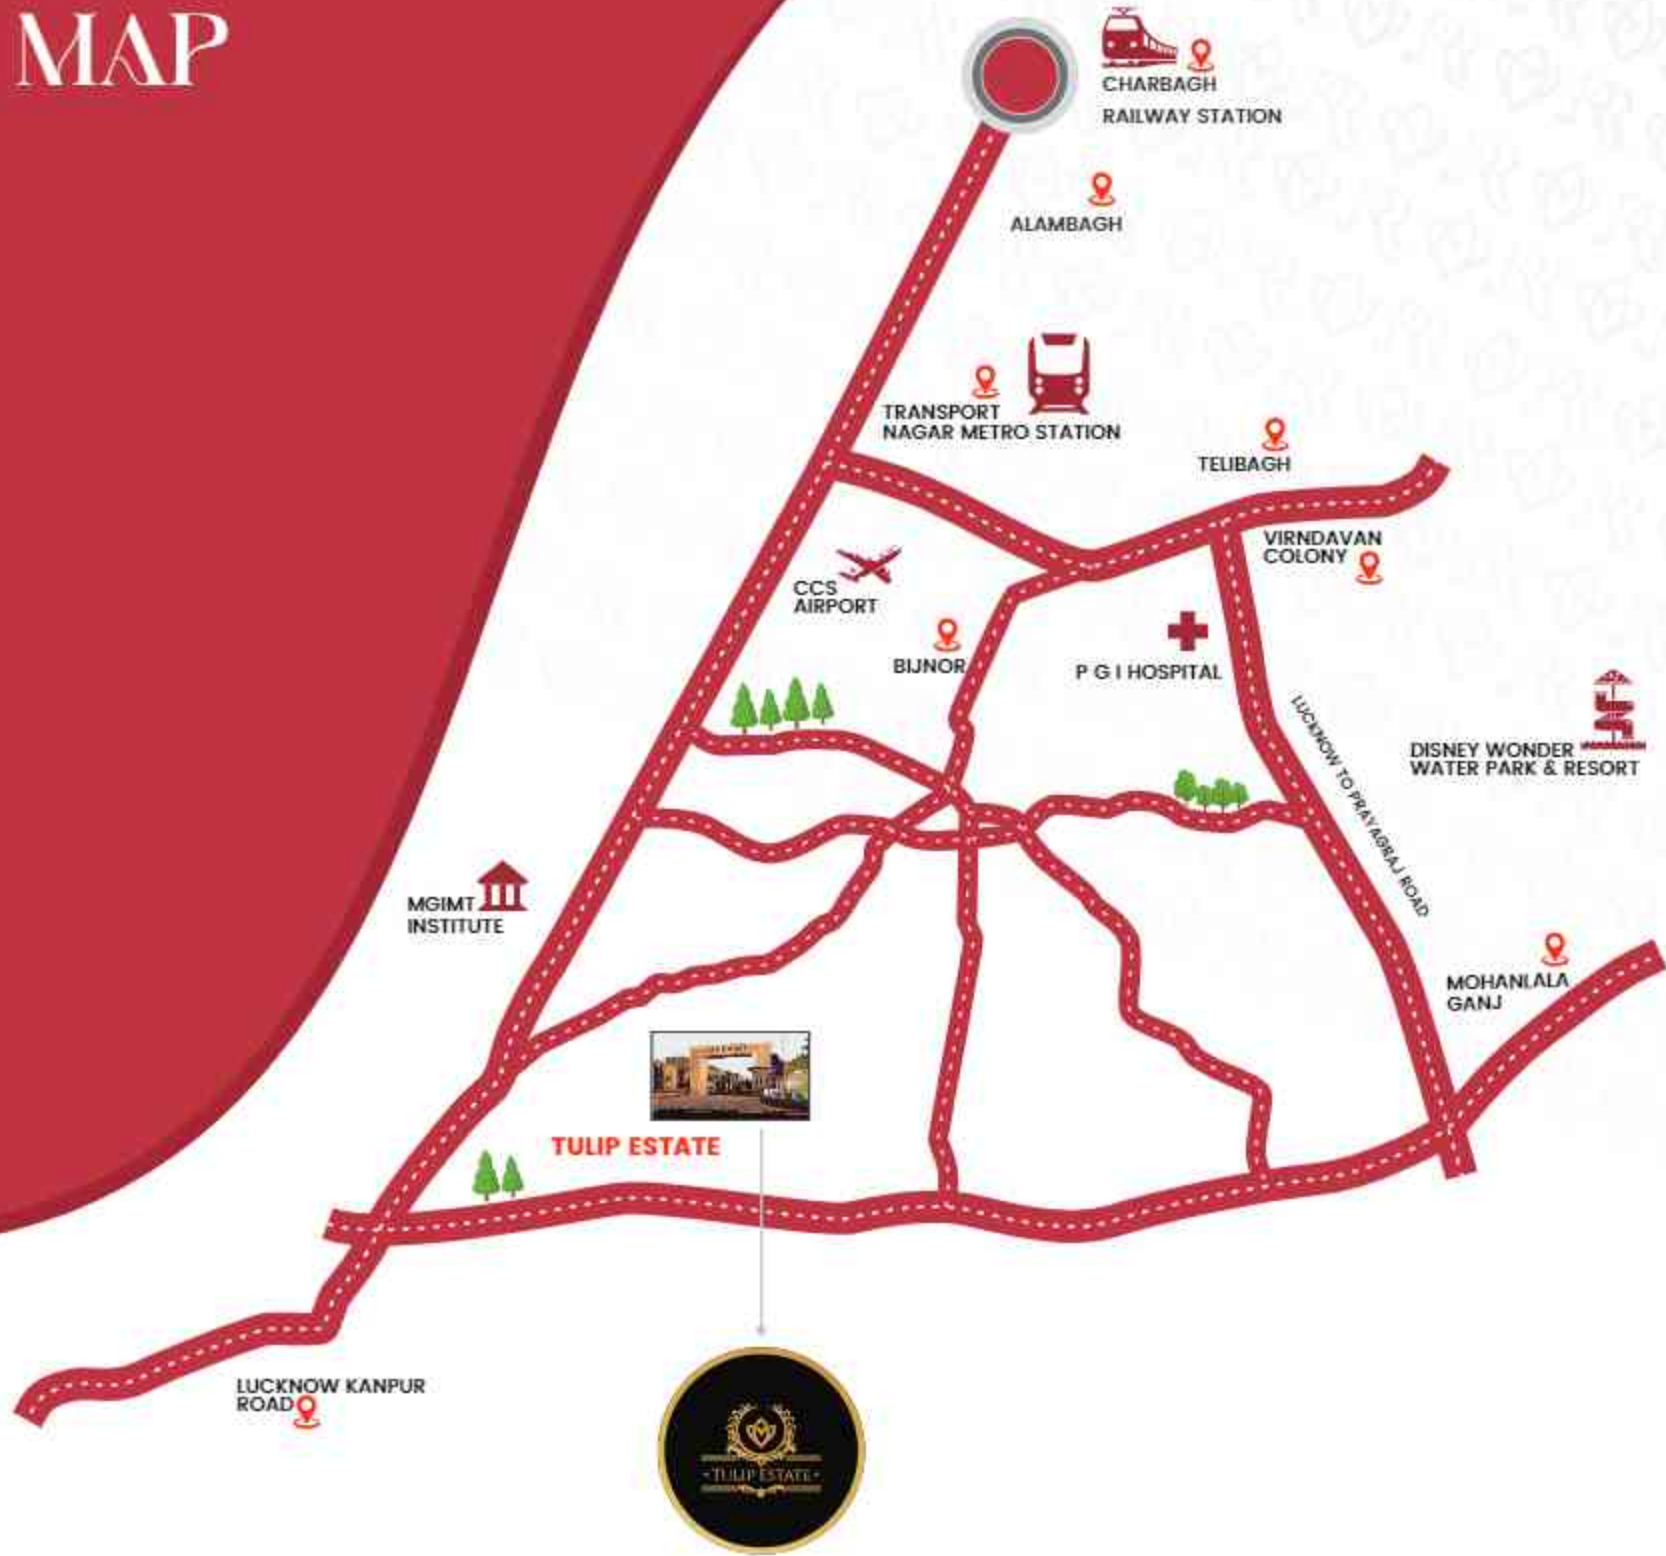 MAP
CHARBAGH
RAILWAY STATION
ALAMBAGH
TRANSPORT
NAGAR METRO STATION
TELIBAGH
VIRNDAVAN
COLONY
CCS
AIRPORT
BIJNOR
P G I HOSPITAL
LUCKNOW TO PRAYAGRAJ ROAD
DISNEY WONDER
WATER PARK & RESORT
MGIMT
INSTITUTE
MOHANLALA
GANJ
TULIP ESTATE
LUCKNOW KANPUR
ROAD
• TULIP ESTATE •